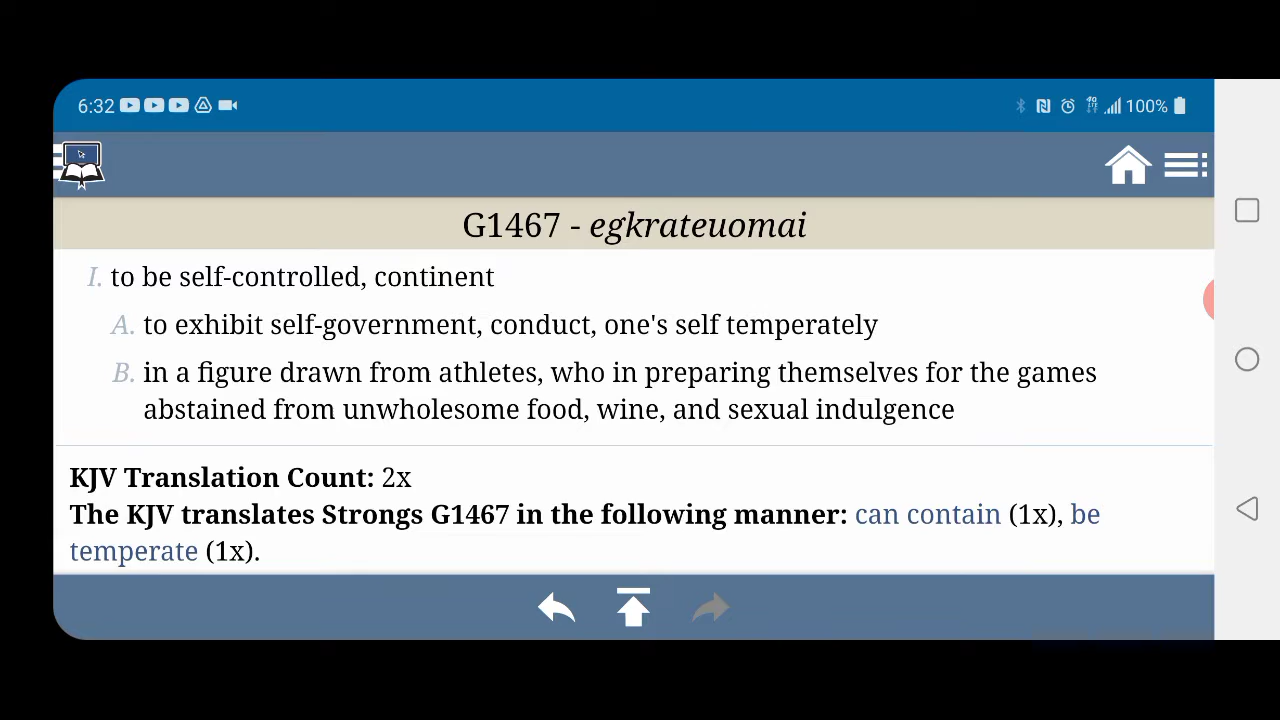 6:32 4G 100%
G1467 - egkrateuomai
I. to be self-controlled, continent
A. to exhibit self-government, conduct, one's self temperately
B. in a figure drawn from athletes, who in preparing themselves for the games
abstained from unwholesome food, wine, and sexual indulgence
KJV Translation Count: 2x
The KJV translates Strongs G1467 in the following manner: can contain (1x), be
temperate (1x).